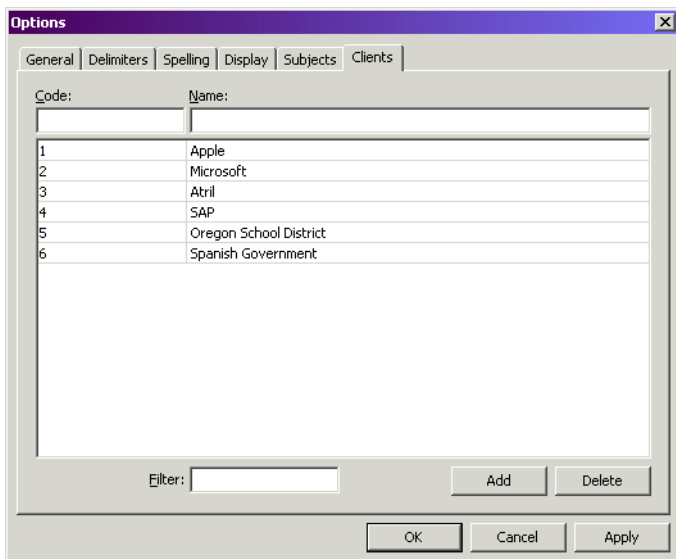 Options
General Delimiters Spelling Display Subjects Clients
Code: Name:
1 Apple
2 Microsoft
3 Atril
4 SAP
5 Oregon School District
6 Spanish Government
Filter: Add Delete
OK Cancel Apply